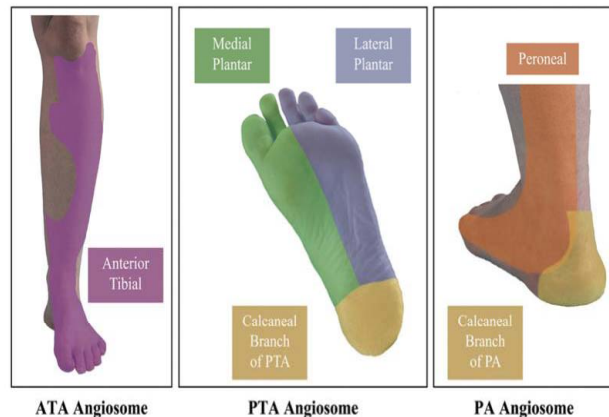 Anterior
Tibial
ATA Angiosome
Medial
Plantar
Lateral
Plantar
Calcaneal
Branch
of PTA
PTA Angiosome
Peroneal
Calcaneal
Branch
of PA
PA Angiosome